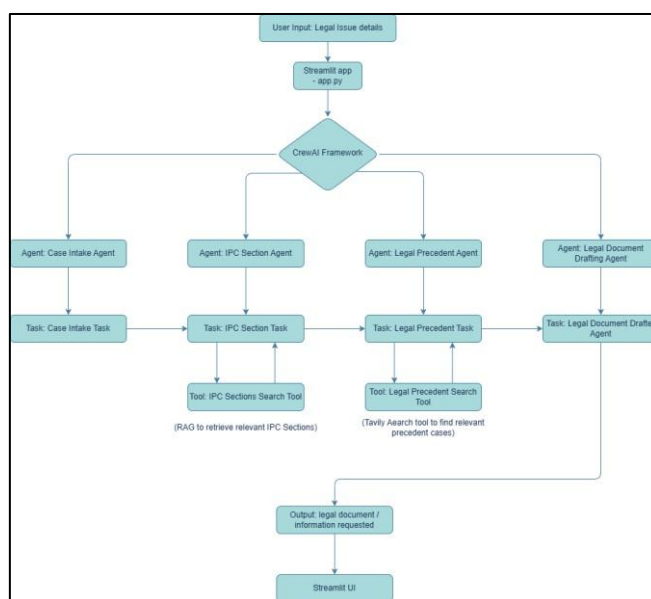 User Input: Legal Issue details
Streamlit app
- app.py
CrewAI Framework
Agent: Case Intake Agent
Agent: IPC Section Agent
Agent: Legal Precedent Agent
Agent: Legal Document
Drafting Agent
Task: Case Intake Task
Task: IPC Section Task
Task: Legal Precedent Task
Task: Legal Document Drafter
Agent
Tool: IPC Sections Search Tool
Tool: Legal Precedent Search
Tool
(RAG to retrieve relevant IPC Sections)
(Tavily Aearch tool to find relevant
precedent cases)
Output: legal document /
information requested
Streamlit UI